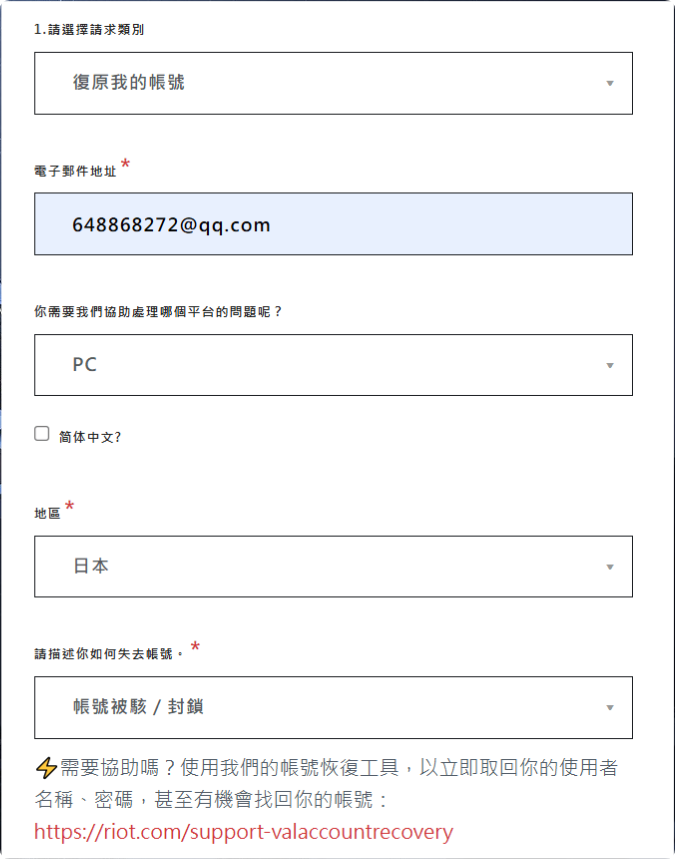 1.請選擇請求類別
復原我的帳號
電子郵件地址*
648868272@qq.com
你需要我們協助處理哪個平台的問題呢？
PC
简体中文?
地區*
日本
請描述你如何失去帳號。*
帳號被駭 / 封鎖
⚡需要協助嗎？使用我們的帳號恢復工具，以立即取回你的使用者
名稱、密碼，甚至有機會找回你的帳號：
https://riot.com/support-valaccountrecovery